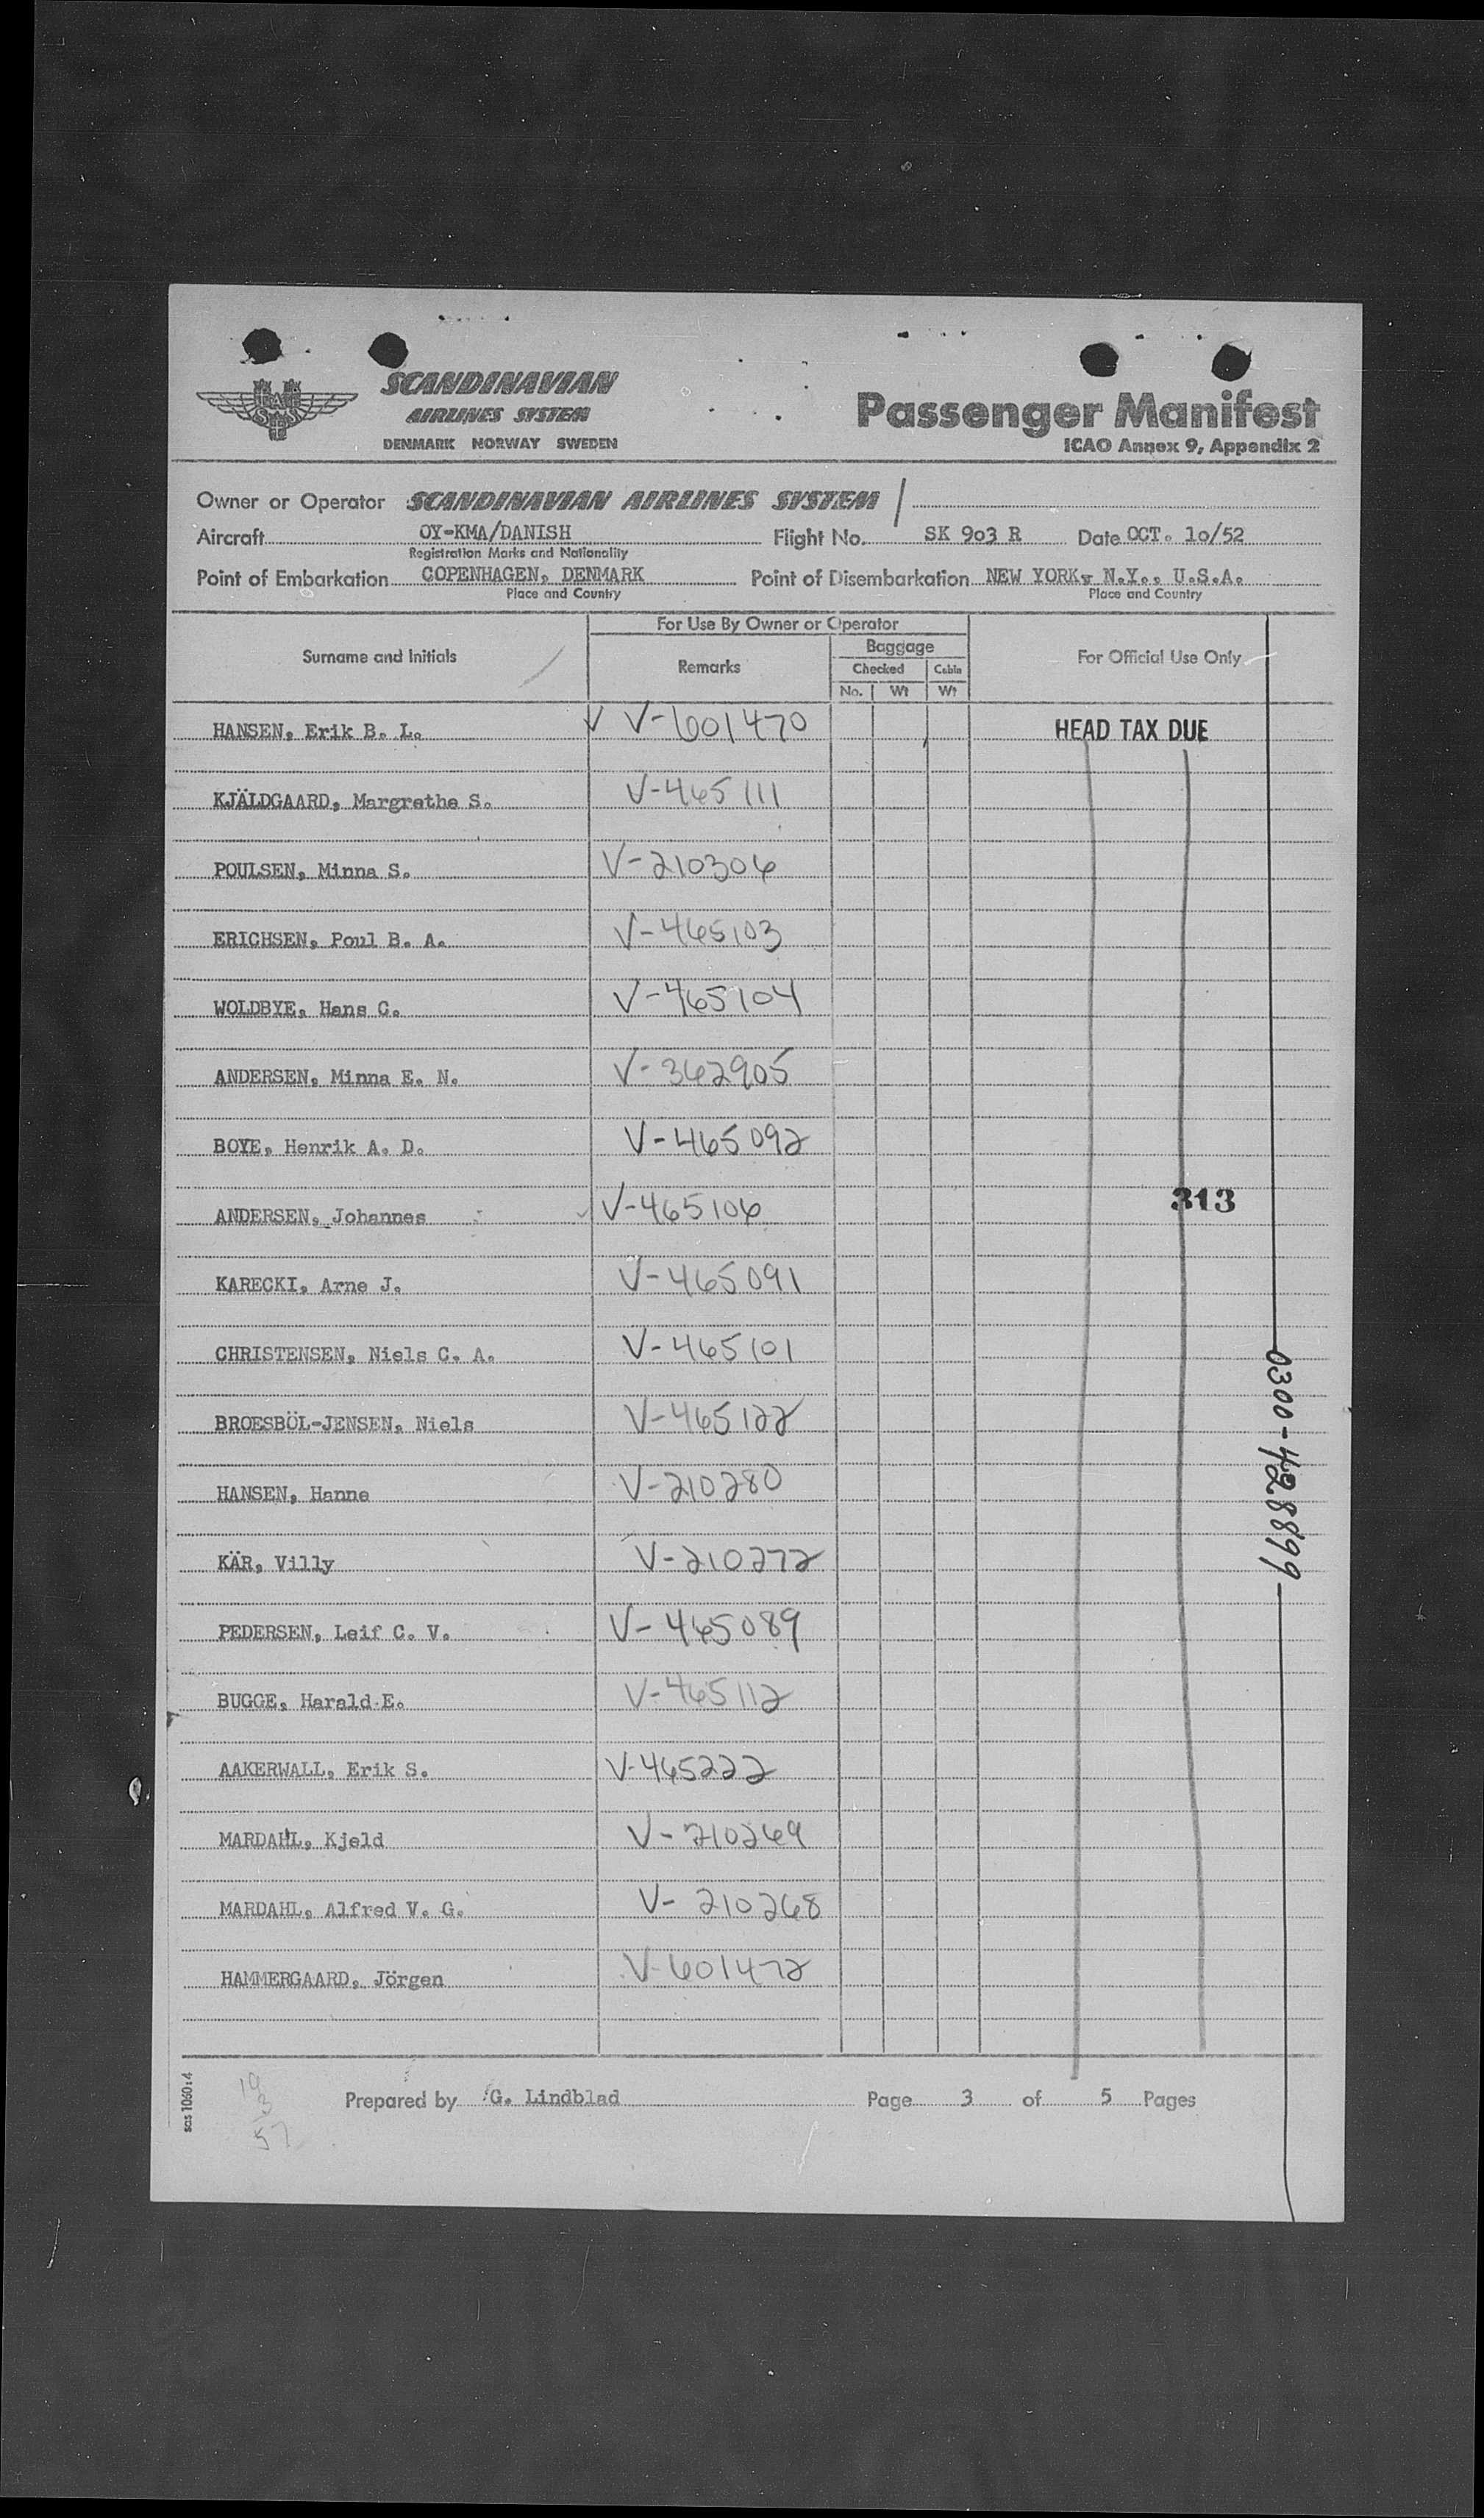 SCANDINAVIAN
AIRLINES SYSTEM
DENMARK NORWAY SWEDEN
Passenger Manifest
ICAO Annex 9, Appendix 2
Owner or Operator SCANDINAVIAN AIRLINES SYSTEM
Aircraft OY-KMA/DANISH Flight No. SK 903 R Date OCT. 1o/52
Registration Marks and Nationality
Point of Embarkation COPENHAGEN, DENMARK Point of Disembarkation NEW YORK, N.Y., U.S.A.
Place and Country Place and Country
For Use By Owner or Operator
Surname and Initials Remarks Baggage For Official Use Only
Checked Cabin
No. Wt Wt
HANSEN, Erik B. L. V V-601470 HEAD TAX DUE
KJÄLDGAARD, Margrethe S. V-465111
POULSEN, Minna S. V-210306
ERICHSEN, Poul B. A. V-465103
WOLDBYE, Hans C. V-465104
ANDERSEN, Minna E. N. V-362905
BOYE, Henrik A. D. V-465092
ANDERSEN, Johannes V-465106 313
KARECKI, Arne J. V-465091
CHRISTENSEN, Niels C. A. V-465101
BROESBÖL-JENSEN, Niels V-465122
HANSEN, Hanne V-210280
KÄR, Villy V-210272
PEDERSEN, Leif C. V. V-465089
BUGGE, Harald E. V-465112
AAKERWALL, Erik S. V-465222
MARDAHL, Kjeld V-210269
MARDAHL, Alfred V. G. V-210268
HAMMERGAARD, Jörgen V-601472
0300-428899
Prepared by G. Lindblad Page 3 of 5 Pages
sas 1060:4
19
3
57